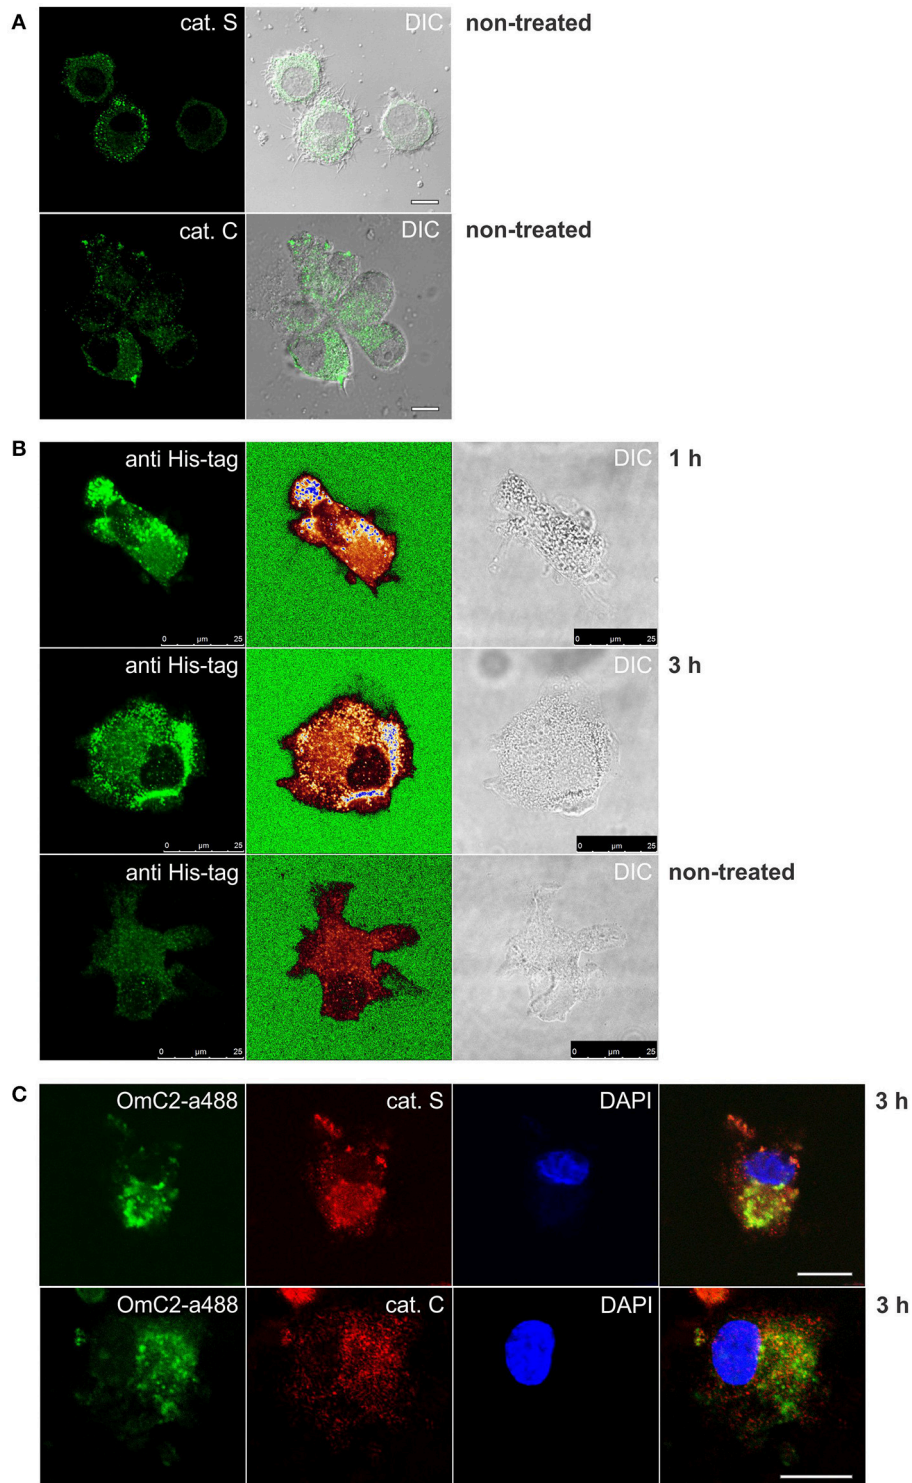 A
cat. S
DIC
non-treated
cat. C
DIC
non-treated
B
anti His-tag
DIC
1 h
0 µm 25
0 µm 25
anti His-tag
DIC
3 h
0 µm 25
0 µm 25
anti His-tag
DIC
non-treated
0 µm 25
0 µm 25
C
OmC2-a488
cat. S
DAPI
3 h
OmC2-a488
cat. C
DAPI
3 h